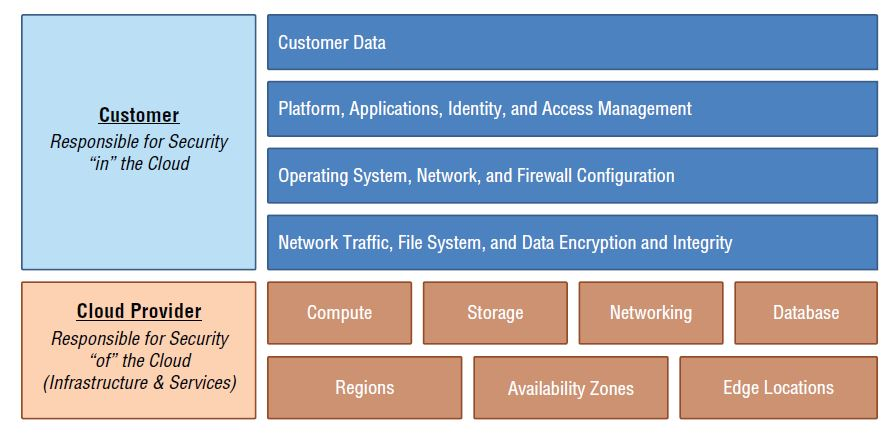 Customer
Responsible for Security
“in” the Cloud
Customer Data
Platform, Applications, Identity, and Access Management
Operating System, Network, and Firewall Configuration
Network Traffic, File System, and Data Encryption and Integrity
Cloud Provider
Responsible for Security
“of” the Cloud
(Infrastructure & Services)
Compute
Storage
Networking
Database
Regions
Availability Zones
Edge Locations